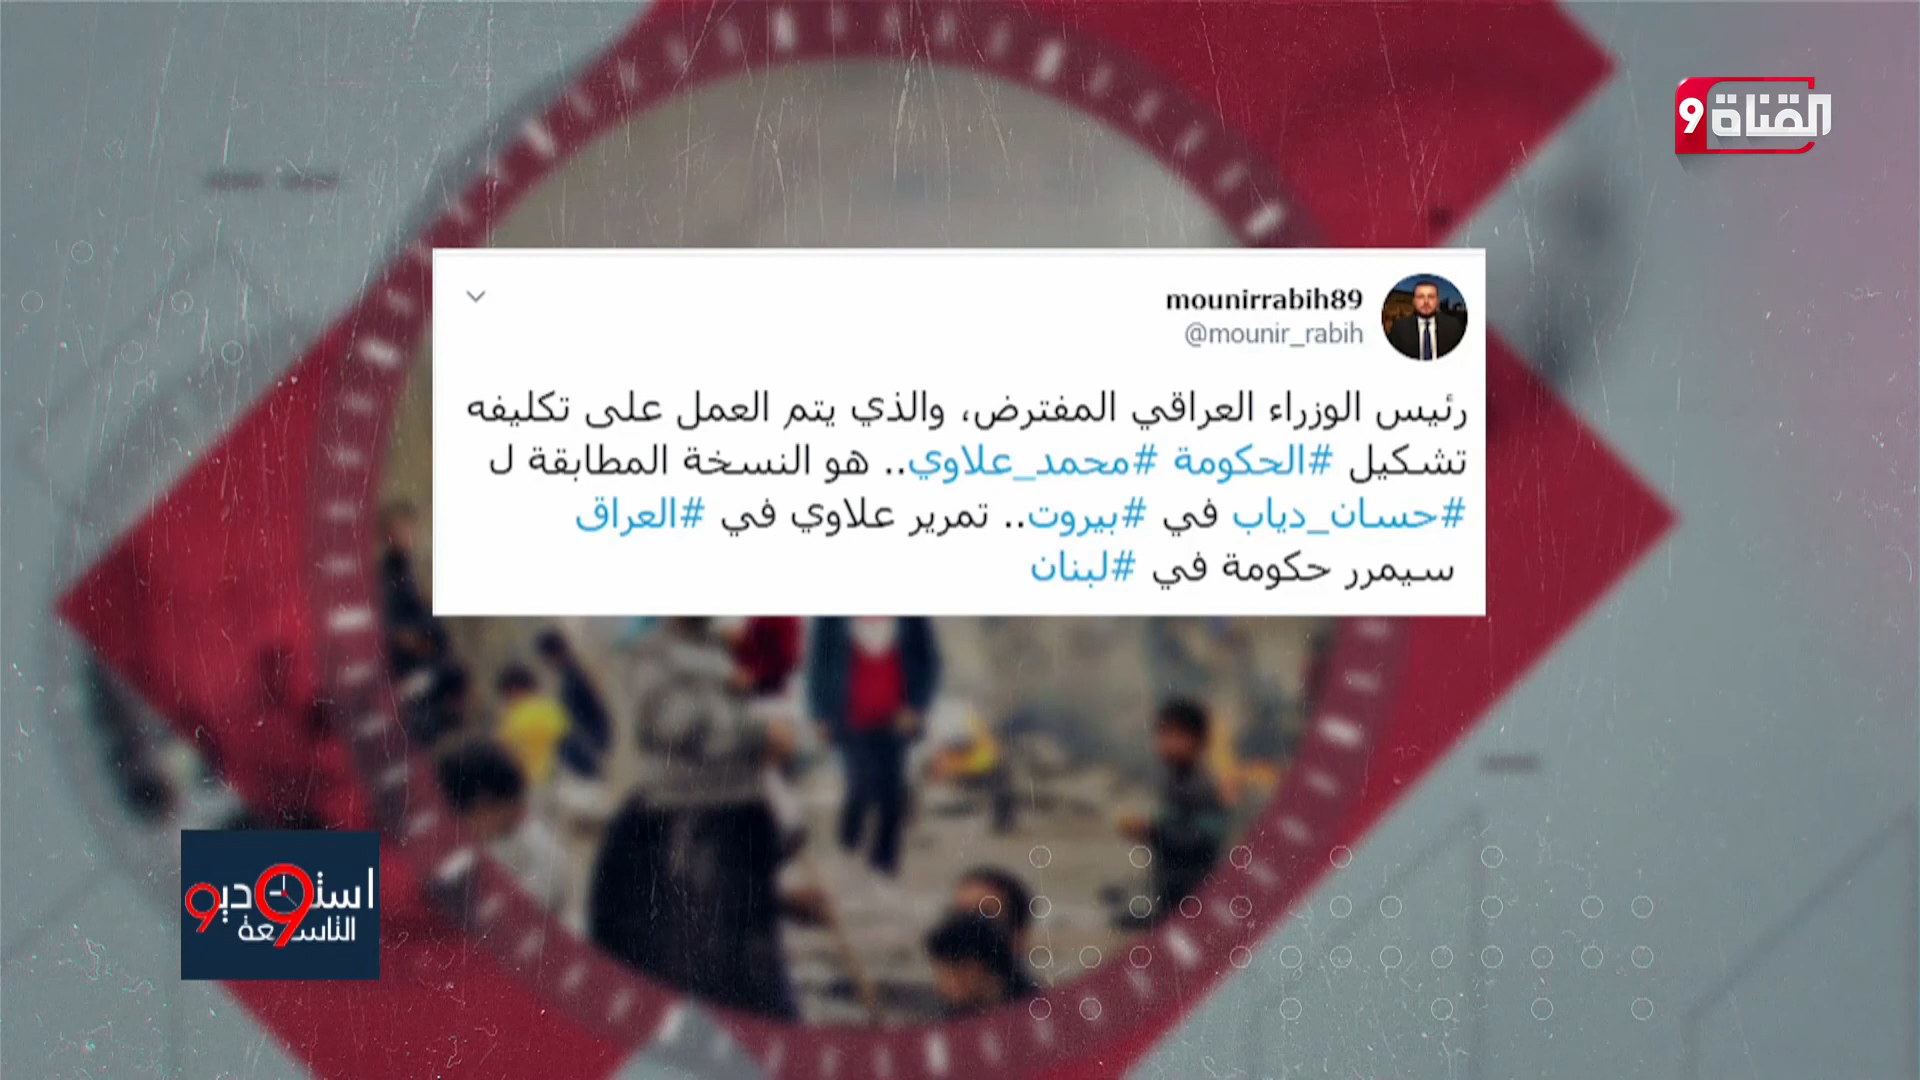 القناة 9
mounirrabih89
@mounir_rabih
رئيس الوزراء العراقي المفترض، والذي يتم العمل على تكليفه
تشكيل #الحكومة #محمد_علاوي.. هو النسخة المطابقة ل
#حسان_دياب في #بيروت.. تمرير علاوي في #العراق
سيمرر حكومة في #لبنان
استوديو 9
التاسعة